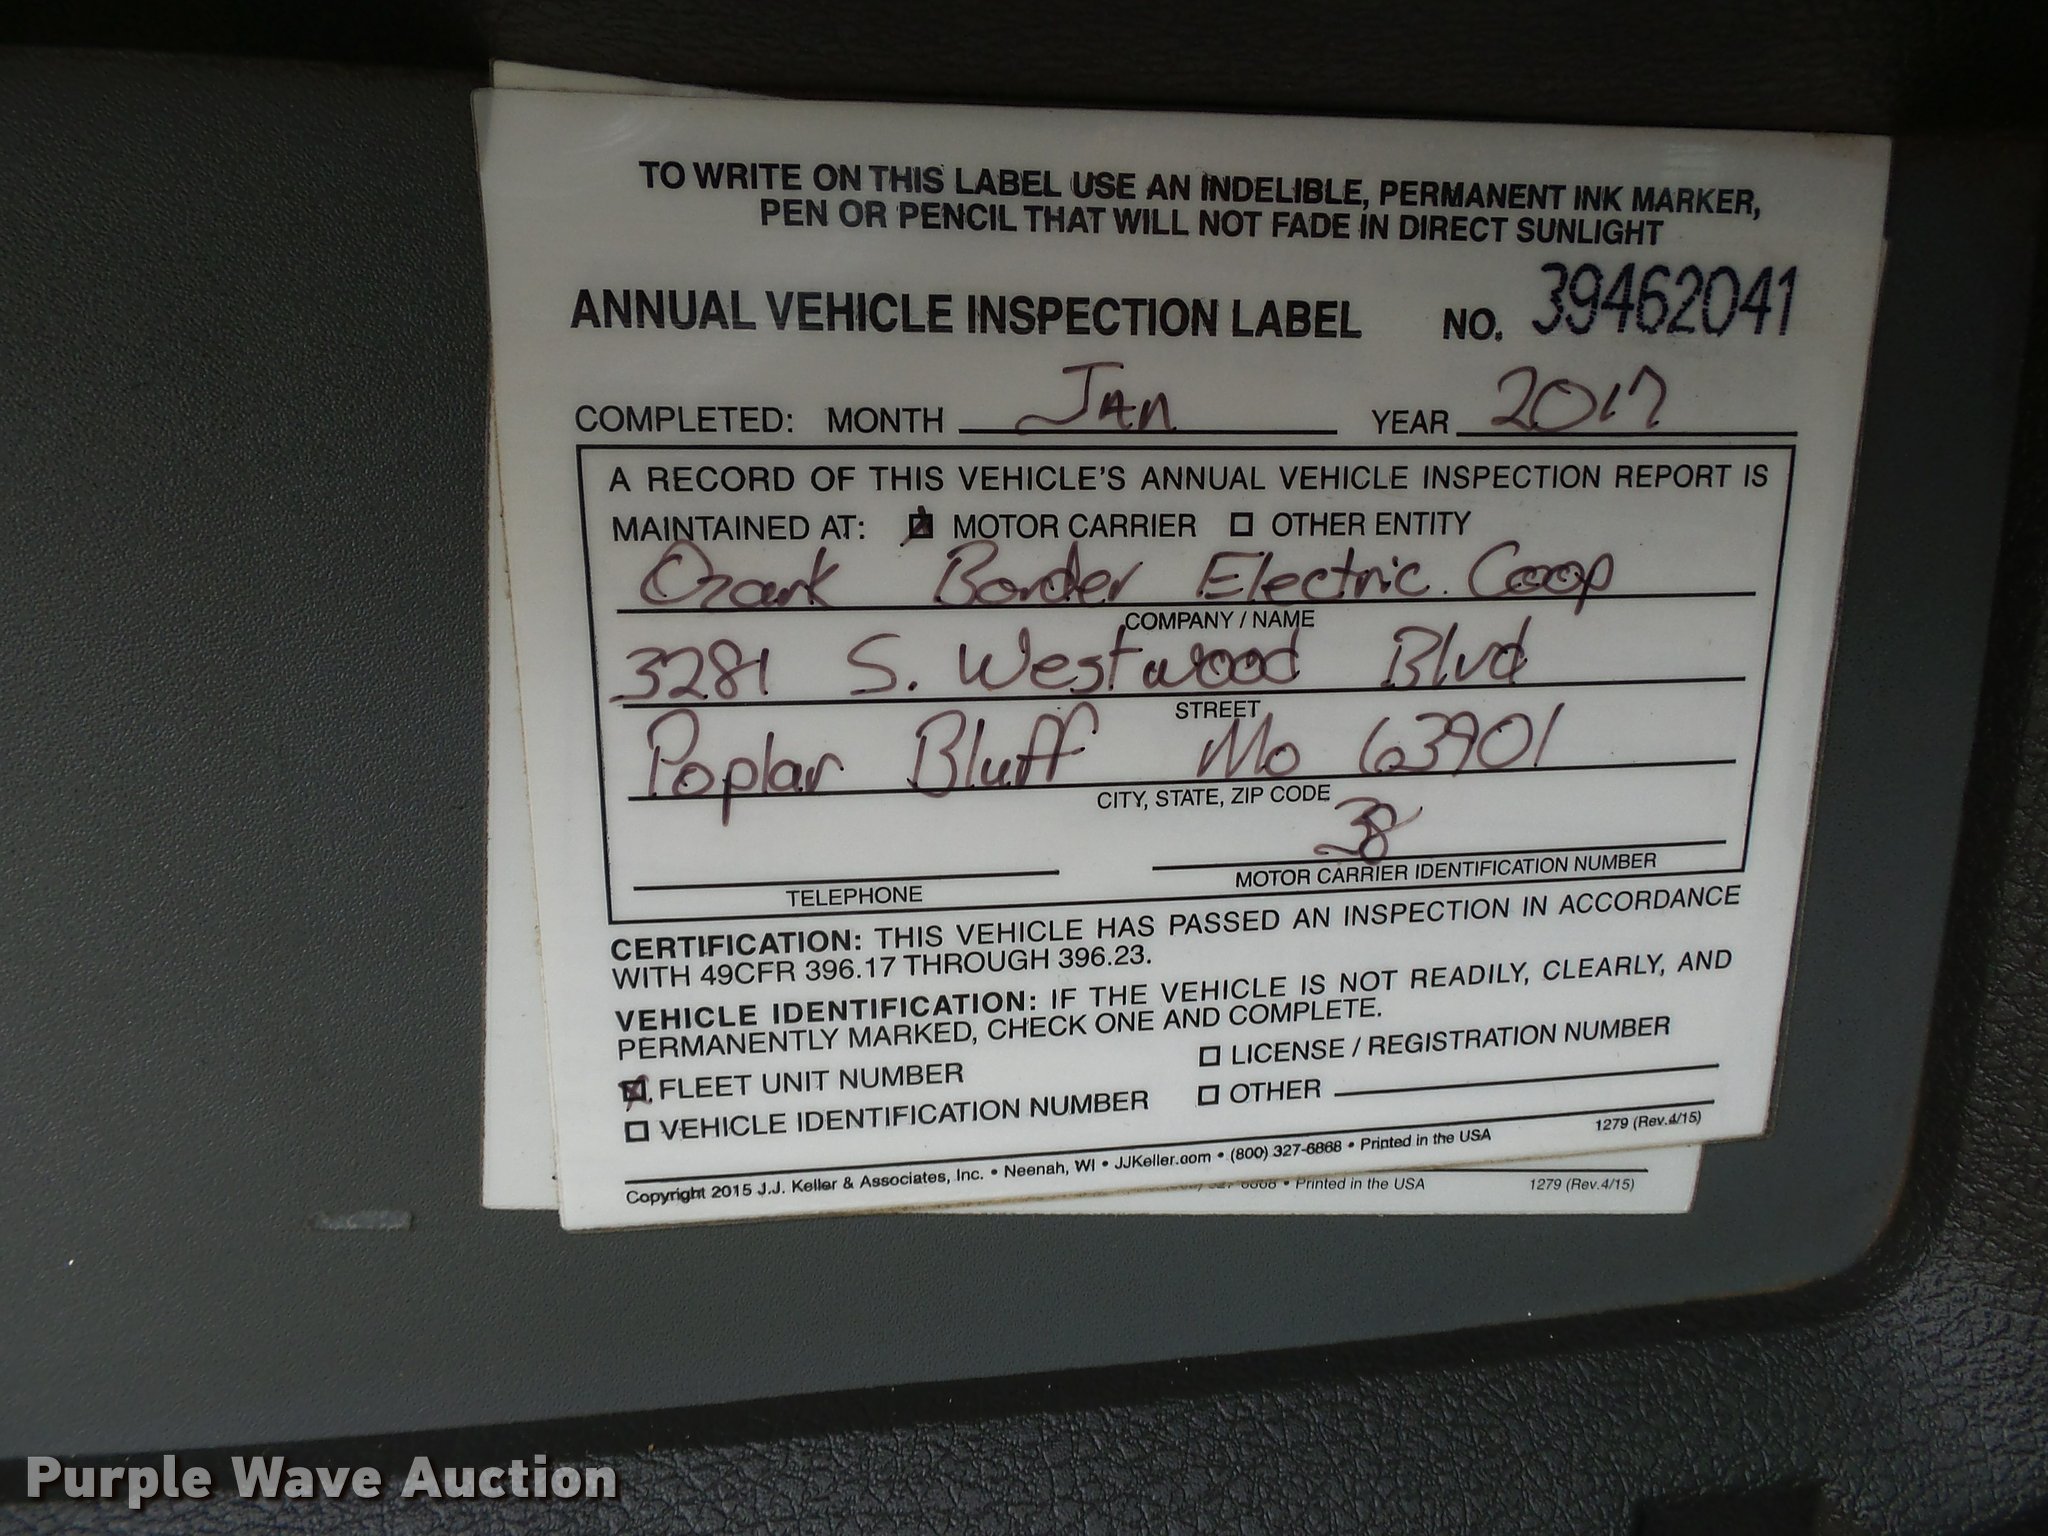 TO WRITE ON THIS LABEL USE AN INDELIBLE, PERMANENT INK MARKER,
PEN OR PENCIL THAT WILL NOT FADE IN DIRECT SUNLIGHT
ANNUAL VEHICLE INSPECTION LABEL NO. 39462041
COMPLETED: MONTH Jan YEAR 2017
A RECORD OF THIS VEHICLE'S ANNUAL VEHICLE INSPECTION REPORT IS
MAINTAINED AT: MOTOR CARRIER OTHER ENTITY
Ozark Border Electric. Coop
COMPANY / NAME
3281 S. Westwood Blvd
STREET
Poplar Bluff Mo 63901
CITY, STATE, ZIP CODE
38
TELEPHONE MOTOR CARRIER IDENTIFICATION NUMBER
CERTIFICATION: THIS VEHICLE HAS PASSED AN INSPECTION IN ACCORDANCE
WITH 49CFR 396.17 THROUGH 396.23.
VEHICLE IDENTIFICATION: IF THE VEHICLE IS NOT READILY, CLEARLY, AND
PERMANENTLY MARKED, CHECK ONE AND COMPLETE.
FLEET UNIT NUMBER LICENSE / REGISTRATION NUMBER
VEHICLE IDENTIFICATION NUMBER OTHER
Copyright 2015 J.J. Keller & Associates, Inc. • Neenah, WI • JJKeller.com • (800) 327-6868 • Printed in the USA 1279 (Rev.4/15)
• Printed in the USA 1279 (Rev.4/15)
Purple Wave Auction